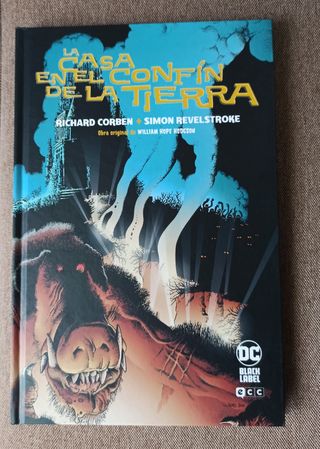 LA
CASA
EN EL CONFÍN
DE LA TIERRA
RICHARD CORBEN + SIMON REVELSTROKE
Obra original de WILLIAM HOPE HODGSON
DC
BLACK
LABEL
ecc